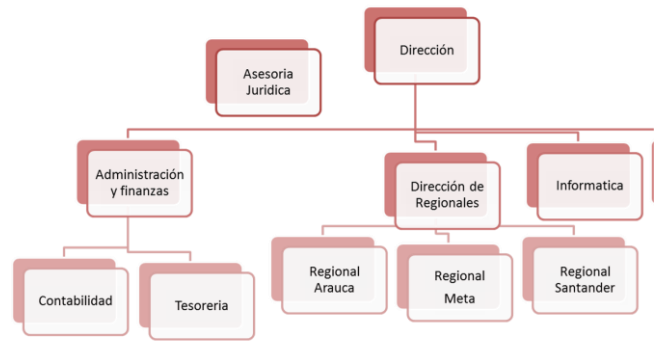 Dirección
Asesoria
Juridica
Administración
y finanzas
Dirección de
Regionales
Informatica
Contabilidad
Tesoreria
Regional
Arauca
Regional
Meta
Regional
Santander